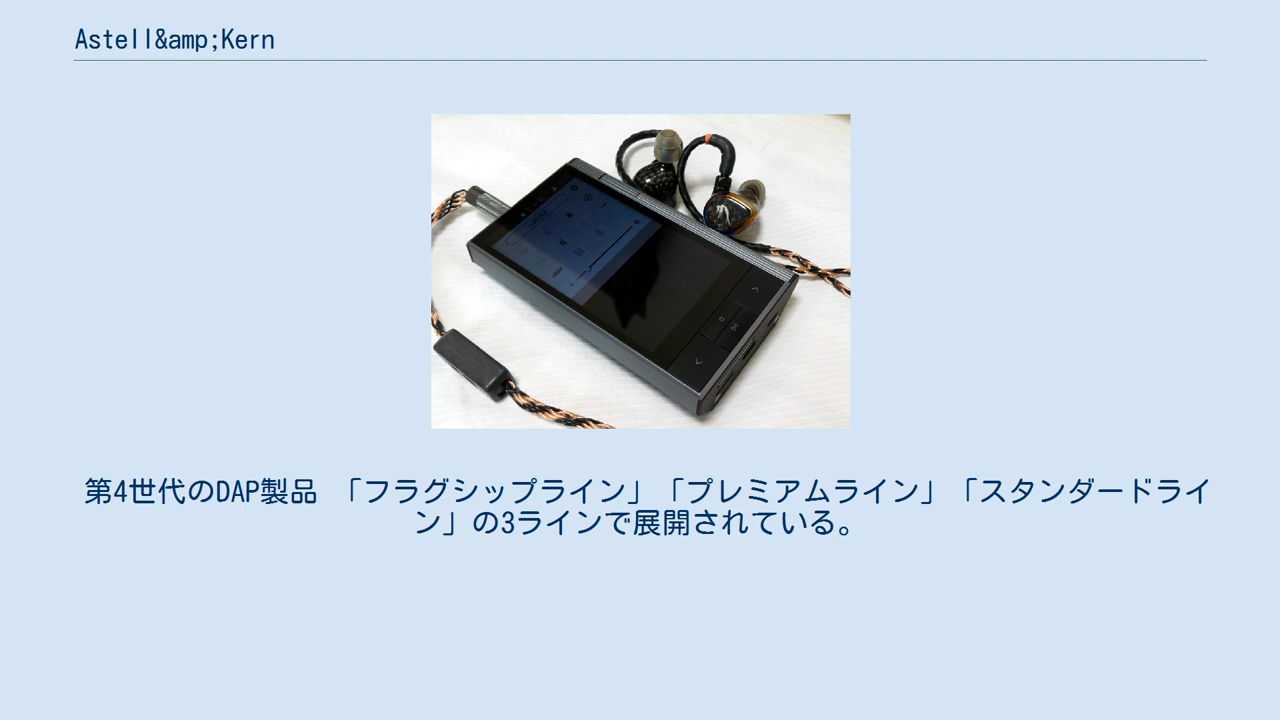 Astell&amp;Kern
第4世代のDAP製品 「フラグシップライン」「プレミアムライン」「スタンダードライ
ン」の3ラインで展開されている。